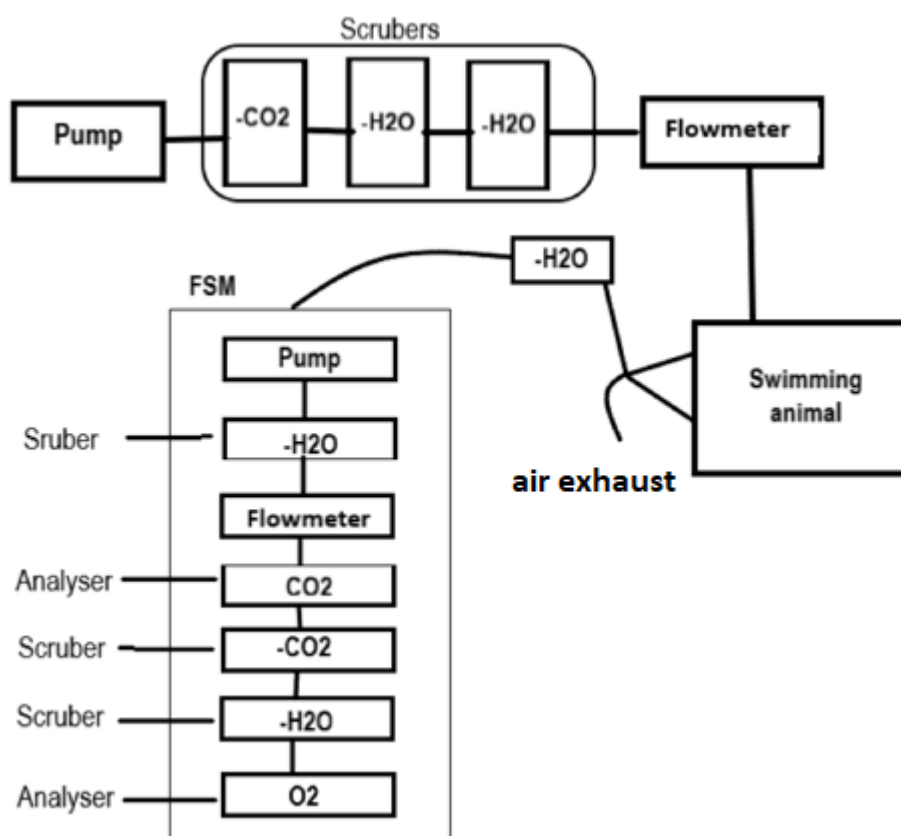 Scrubers
Pump
-CO2
-H2O
-H2O
Flowmeter
-H2O
FSM
Pump
Swimming
animal
Sruber
-H2O
air exhaust
Flowmeter
Analyser
CO2
Scruber
-CO2
Scruber
-H2O
Analyser
O2